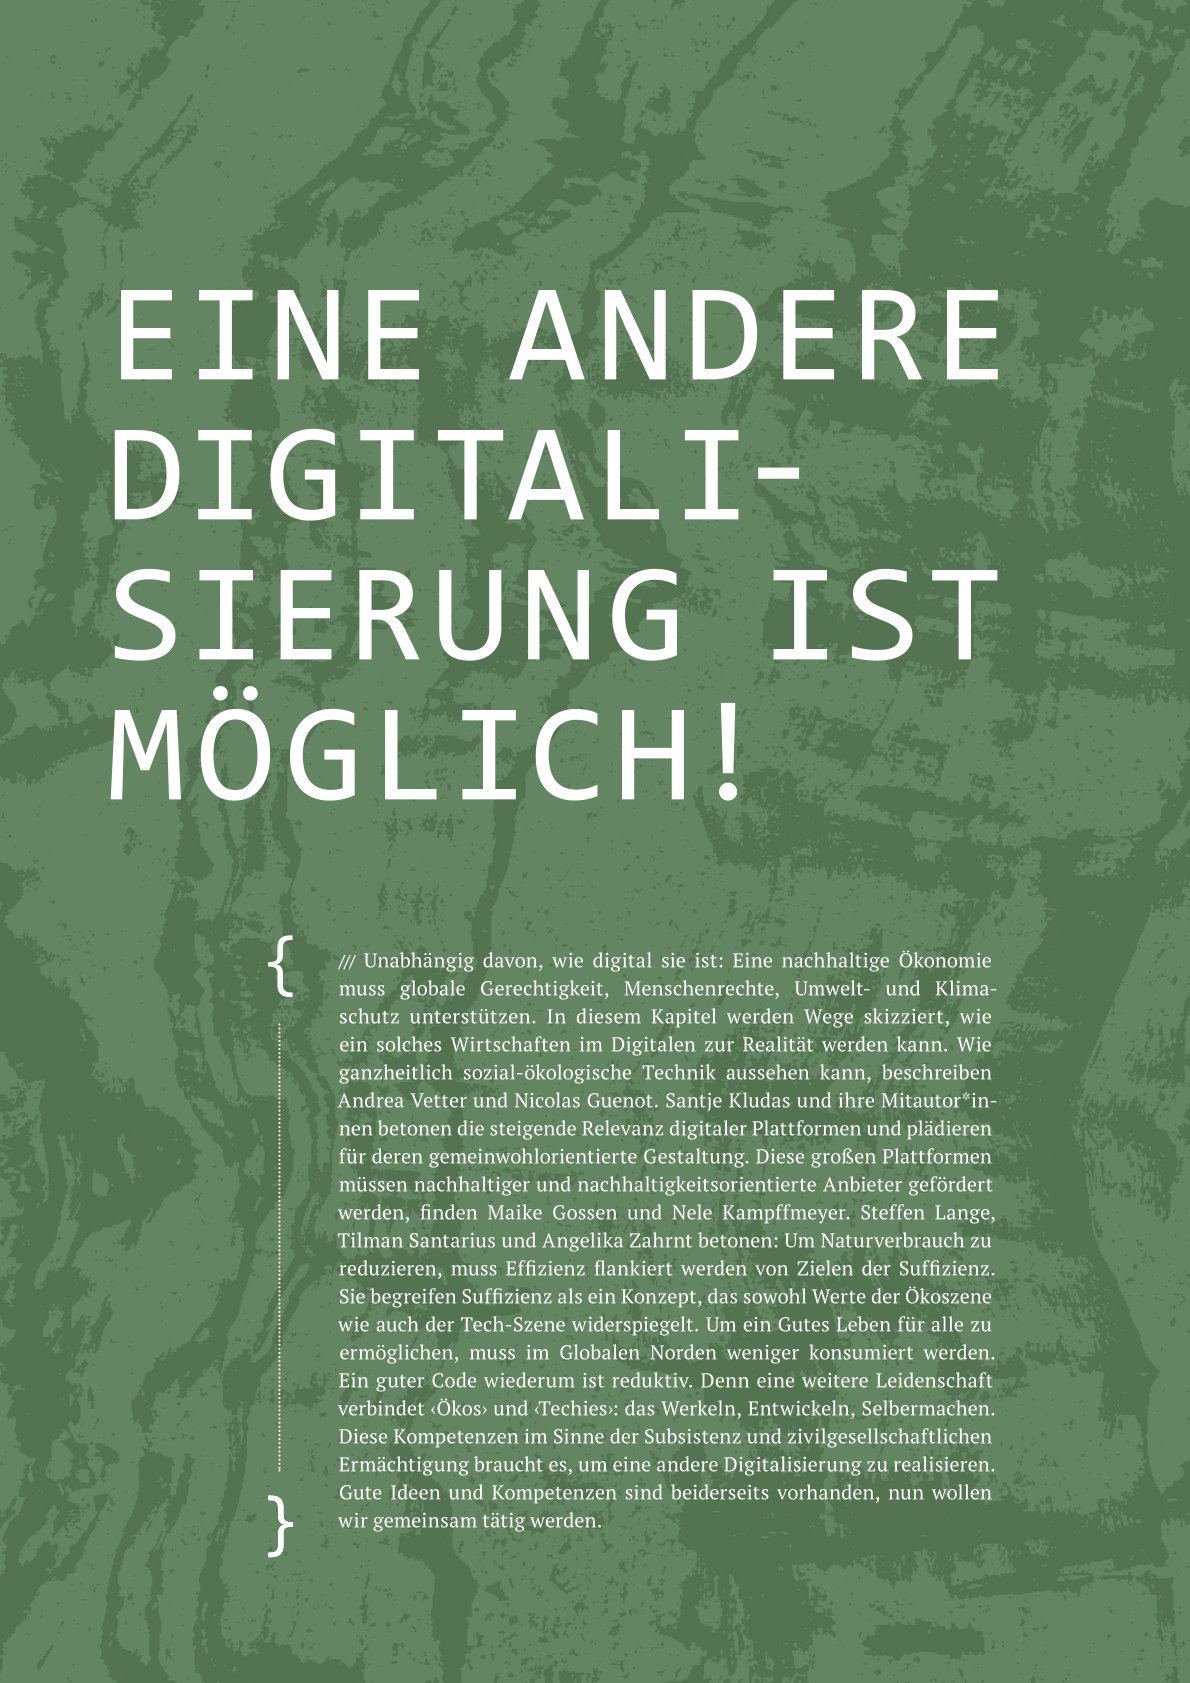 EINE ANDERE
DIGITALI-
SIERUNG IST
MÖGLICH!
{
/// Unabhängig davon, wie digital sie ist: Eine nachhaltige Ökonomie
muss globale Gerechtigkeit, Menschenrechte, Umwelt- und Klima-
schutz unterstützen. In diesem Kapitel werden Wege skizziert, wie
ein solches Wirtschaften im Digitalen zur Realität werden kann. Wie
ganzheitlich sozial-ökologische Technik aussehen kann, beschreiben
Andrea Vetter und Nicolas Guenot. Santje Kludas und ihre Mitautor*in-
nen betonen die steigende Relevanz digitaler Plattformen und plädieren
für deren gemeinwohlorientierte Gestaltung. Diese großen Plattformen
müssen nachhaltiger und nachhaltigkeitsorientierte Anbieter gefördert
werden, finden Maike Gossen und Nele Kampffmeyer. Steffen Lange,
Tilman Santarius und Angelika Zahrnt betonen: Um Naturverbrauch zu
reduzieren, muss Effizienz flankiert werden von Zielen der Suffizienz.
Sie begreifen Suffizienz als ein Konzept, das sowohl Werte der Ökoszene
wie auch der Tech-Szene widerspiegelt. Um ein Gutes Leben für alle zu
ermöglichen, muss im Globalen Norden weniger konsumiert werden.
Ein guter Code wiederum ist reduktiv. Denn eine weitere Leidenschaft
verbindet ‹Ökos› und ‹Techies›: das Werkeln, Entwickeln, Selbermachen.
Diese Kompetenzen im Sinne der Subsistenz und zivilgesellschaftlichen
Ermächtigung braucht es, um eine andere Digitalisierung zu realisieren.
Gute Ideen und Kompetenzen sind beiderseits vorhanden, nun wollen
wir gemeinsam tätig werden.
}